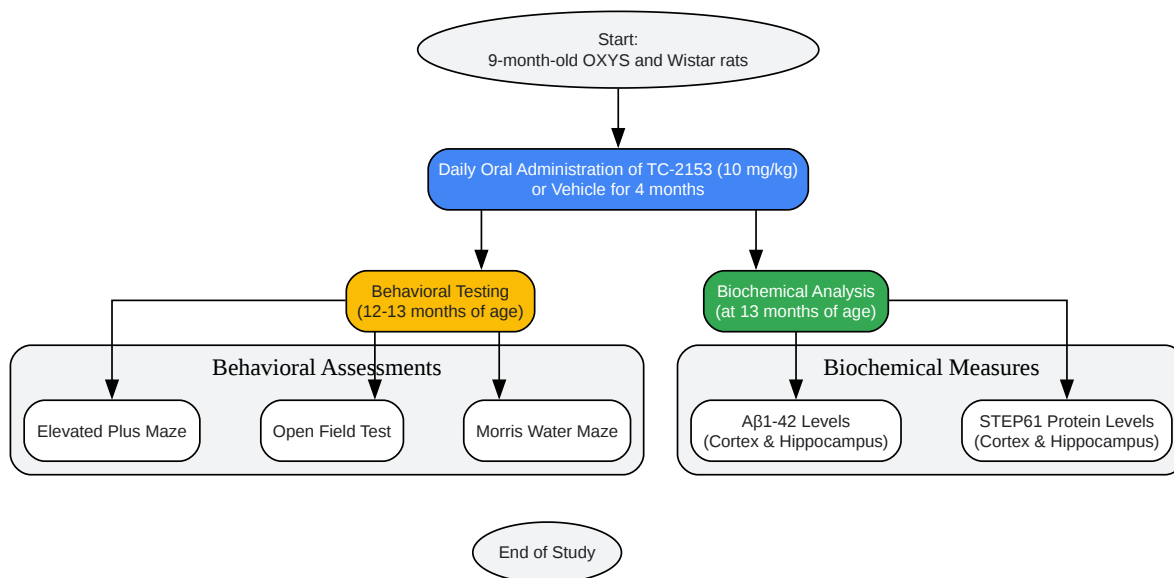 Start:
9-month-old OXYS and Wistar rats
Daily Oral Administration of TC-2153 (10 mg/kg)
or Vehicle for 4 months
Behavioral Testing
(12-13 months of age)
Biochemical Analysis
(at 13 months of age)
Behavioral Assessments
Elevated Plus Maze
Open Field Test
Morris Water Maze
Biochemical Measures
Aβ1-42 Levels
(Cortex & Hippocampus)
STEP61 Protein Levels
(Cortex & Hippocampus)
End of Study